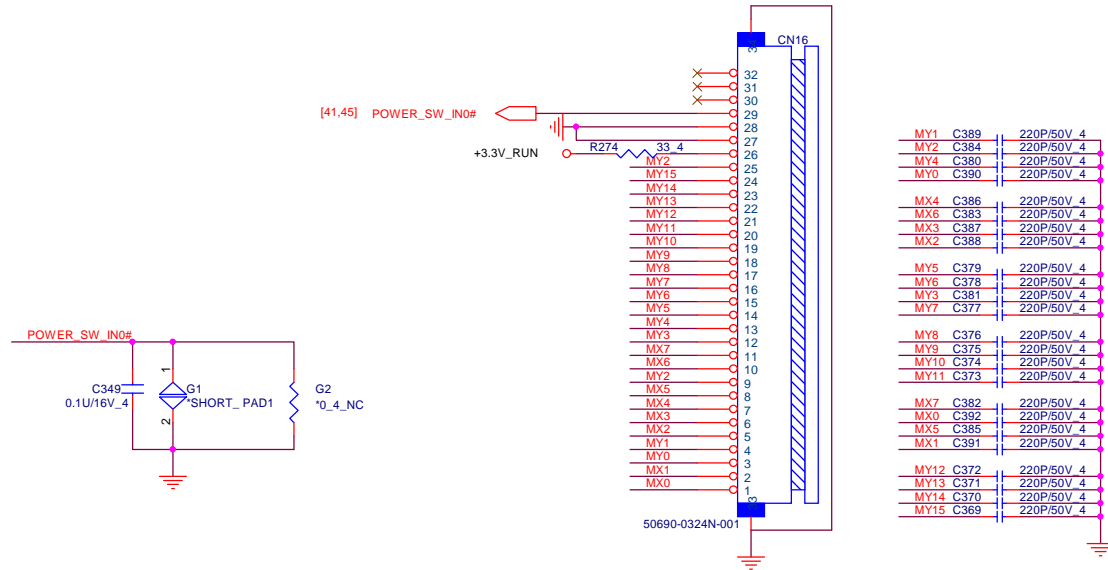 34
CN16
32
31
30
[41,45] POWER_SW_IN0# 29
28
27
+3.3V_RUN R274 33_4 26
MY2 25
MY15 24
MY14 23
MY13 22
MY12 21
MY11 20
MY10 19
MY9 18
MY8 17
MY7 16
MY6 15
MY5 14
MY4 13
MY3 12
MX7 11
MX6 10
MY2 9
MX5 8
MX4 7
MX3 6
MX2 5
MY1 4
MY0 3
MX1 2
MX0 1
33
50690-0324N-001
POWER_SW_IN0#
C349
0.1U/16V_4
1
G1
*SHORT_ PAD1
2
G2
*0_4_NC
MY1 C389 220P/50V_4
MY2 C384 220P/50V_4
MY4 C380 220P/50V_4
MY0 C390 220P/50V_4
MX4 C386 220P/50V_4
MX6 C383 220P/50V_4
MX3 C387 220P/50V_4
MX2 C388 220P/50V_4
MY5 C379 220P/50V_4
MY6 C378 220P/50V_4
MY3 C381 220P/50V_4
MY7 C377 220P/50V_4
MY8 C376 220P/50V_4
MY9 C375 220P/50V_4
MY10 C374 220P/50V_4
MY11 C373 220P/50V_4
MX7 C382 220P/50V_4
MX0 C392 220P/50V_4
MX5 C385 220P/50V_4
MX1 C391 220P/50V_4
MY12 C372 220P/50V_4
MY13 C371 220P/50V_4
MY14 C370 220P/50V_4
MY15 C369 220P/50V_4